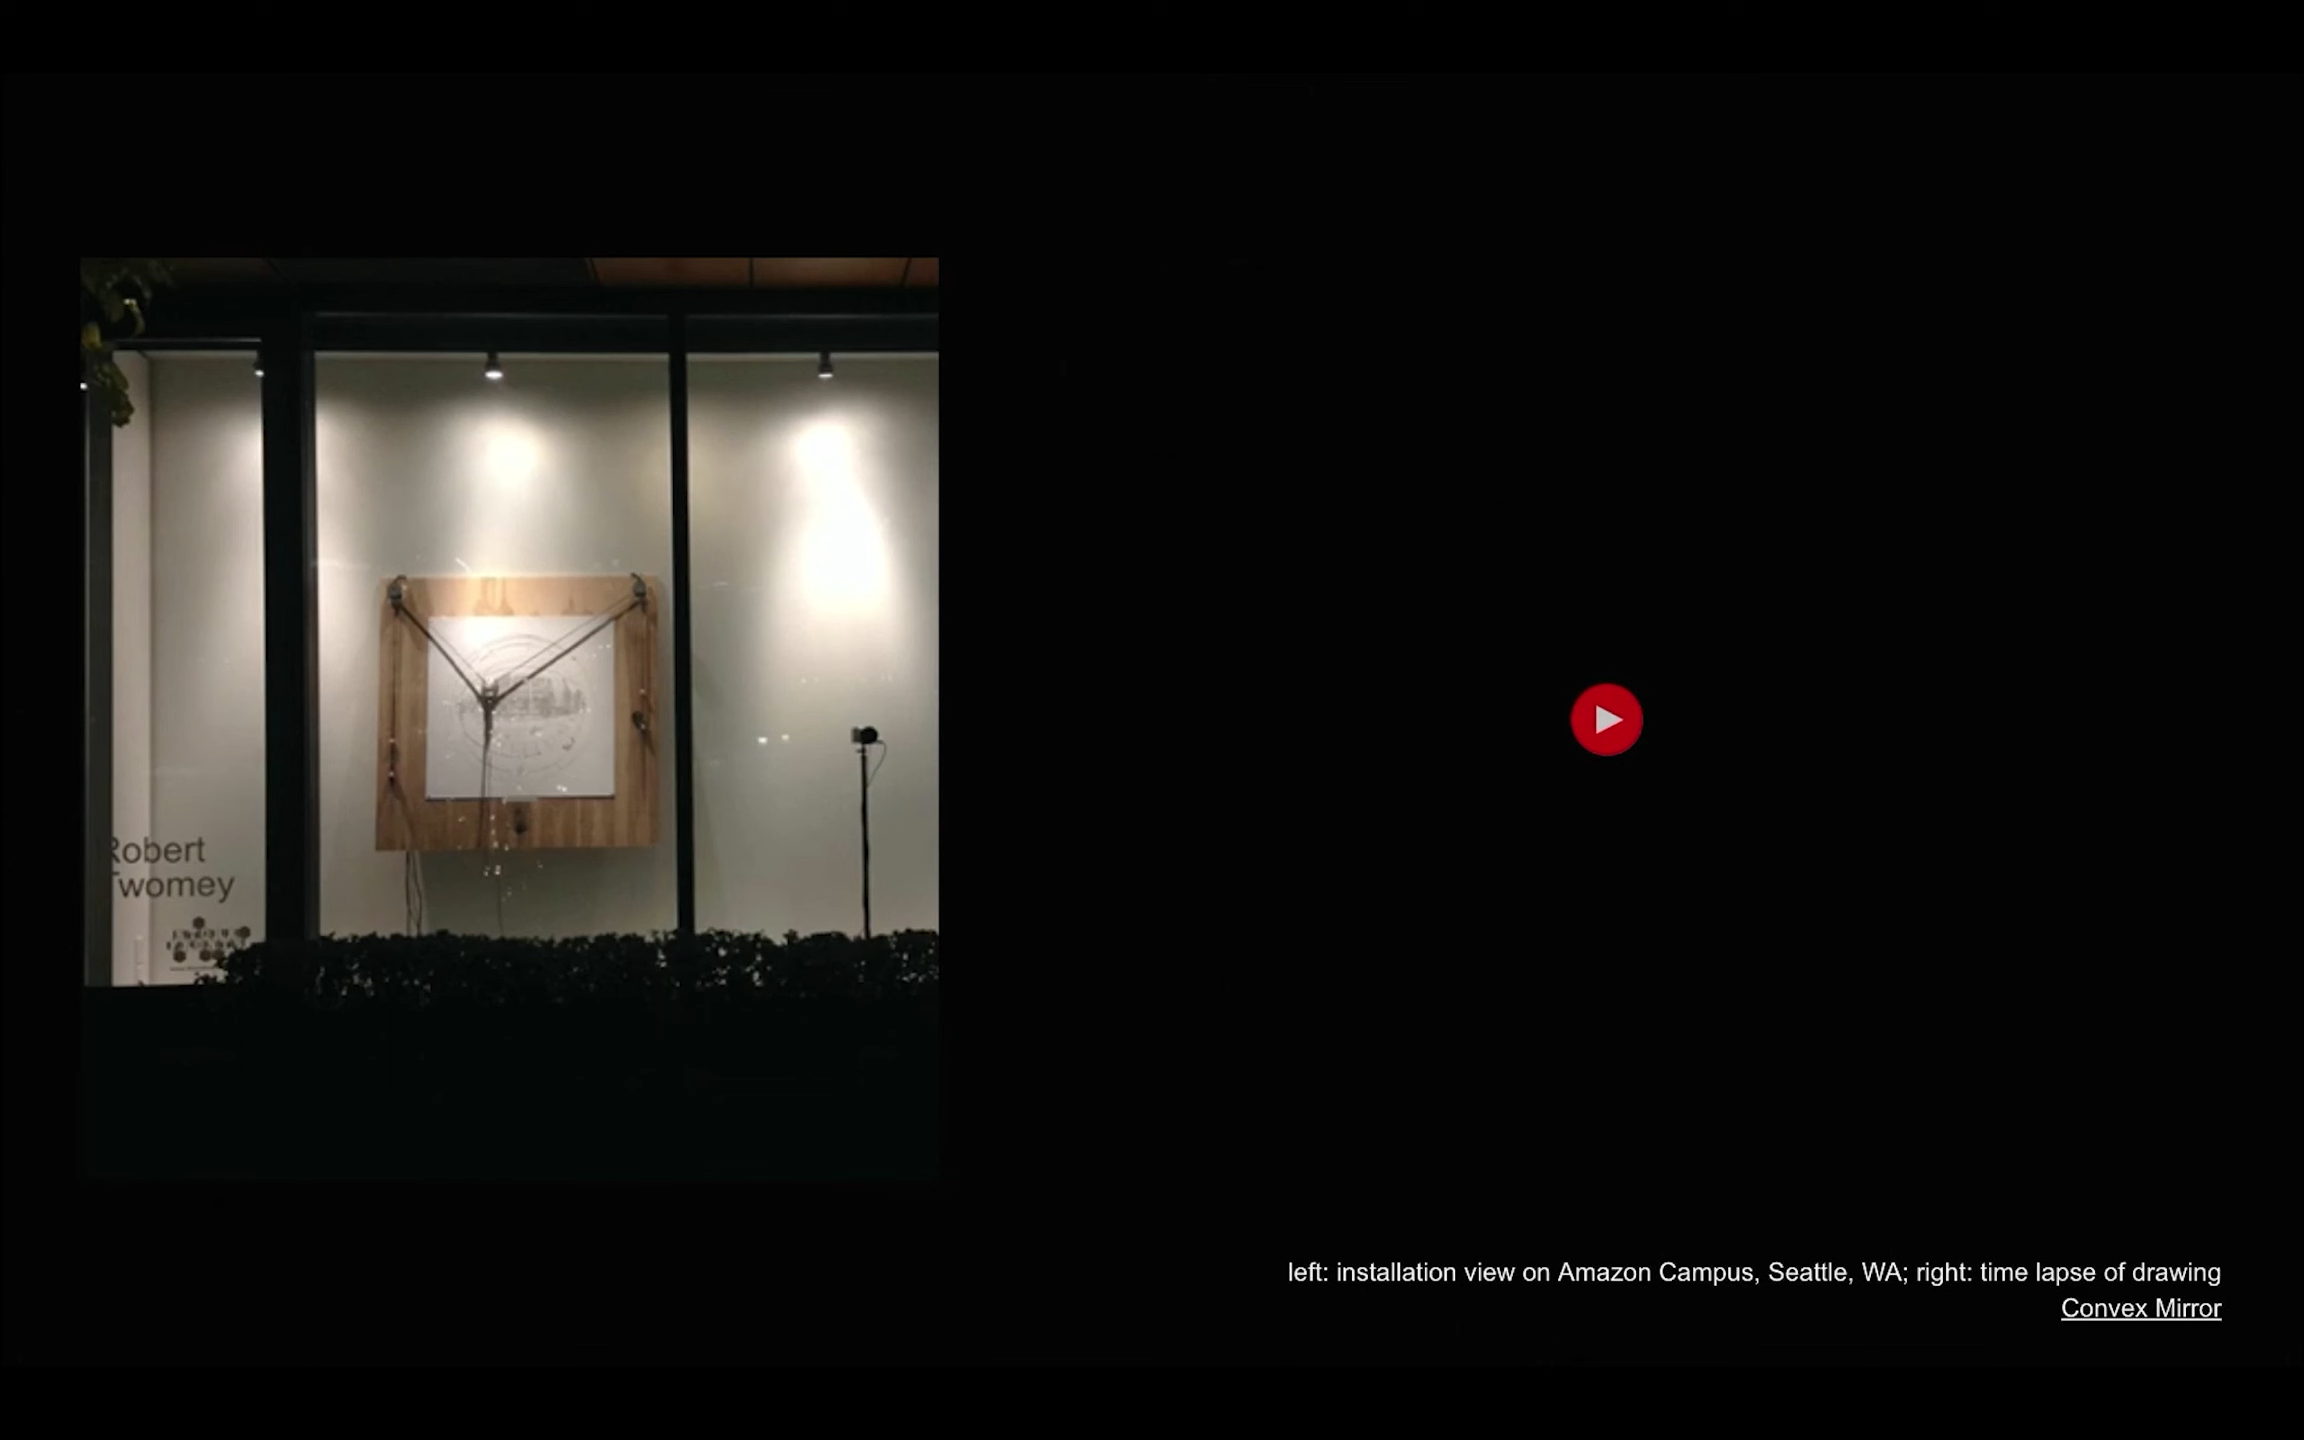 Robert
Twomey
left: installation view on Amazon Campus, Seattle, WA; right: time lapse of drawing
Convex Mirror